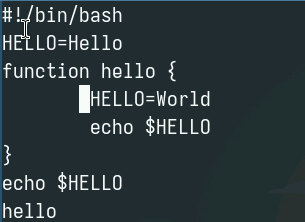 #!/bin/bash
HELLO=Hello
function hello {
        HELLO=World
        echo $HELLO
}
echo $HELLO
hello